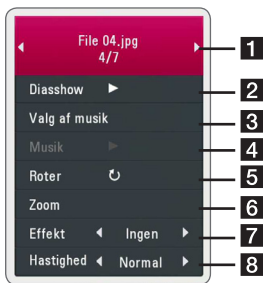 File 04.jpg
4/7
1
Diasshow
2
Valg af musik
3
Musik
4
Roter
5
Zoom
6
Effekt Ingen
7
Hastighed Normal
8